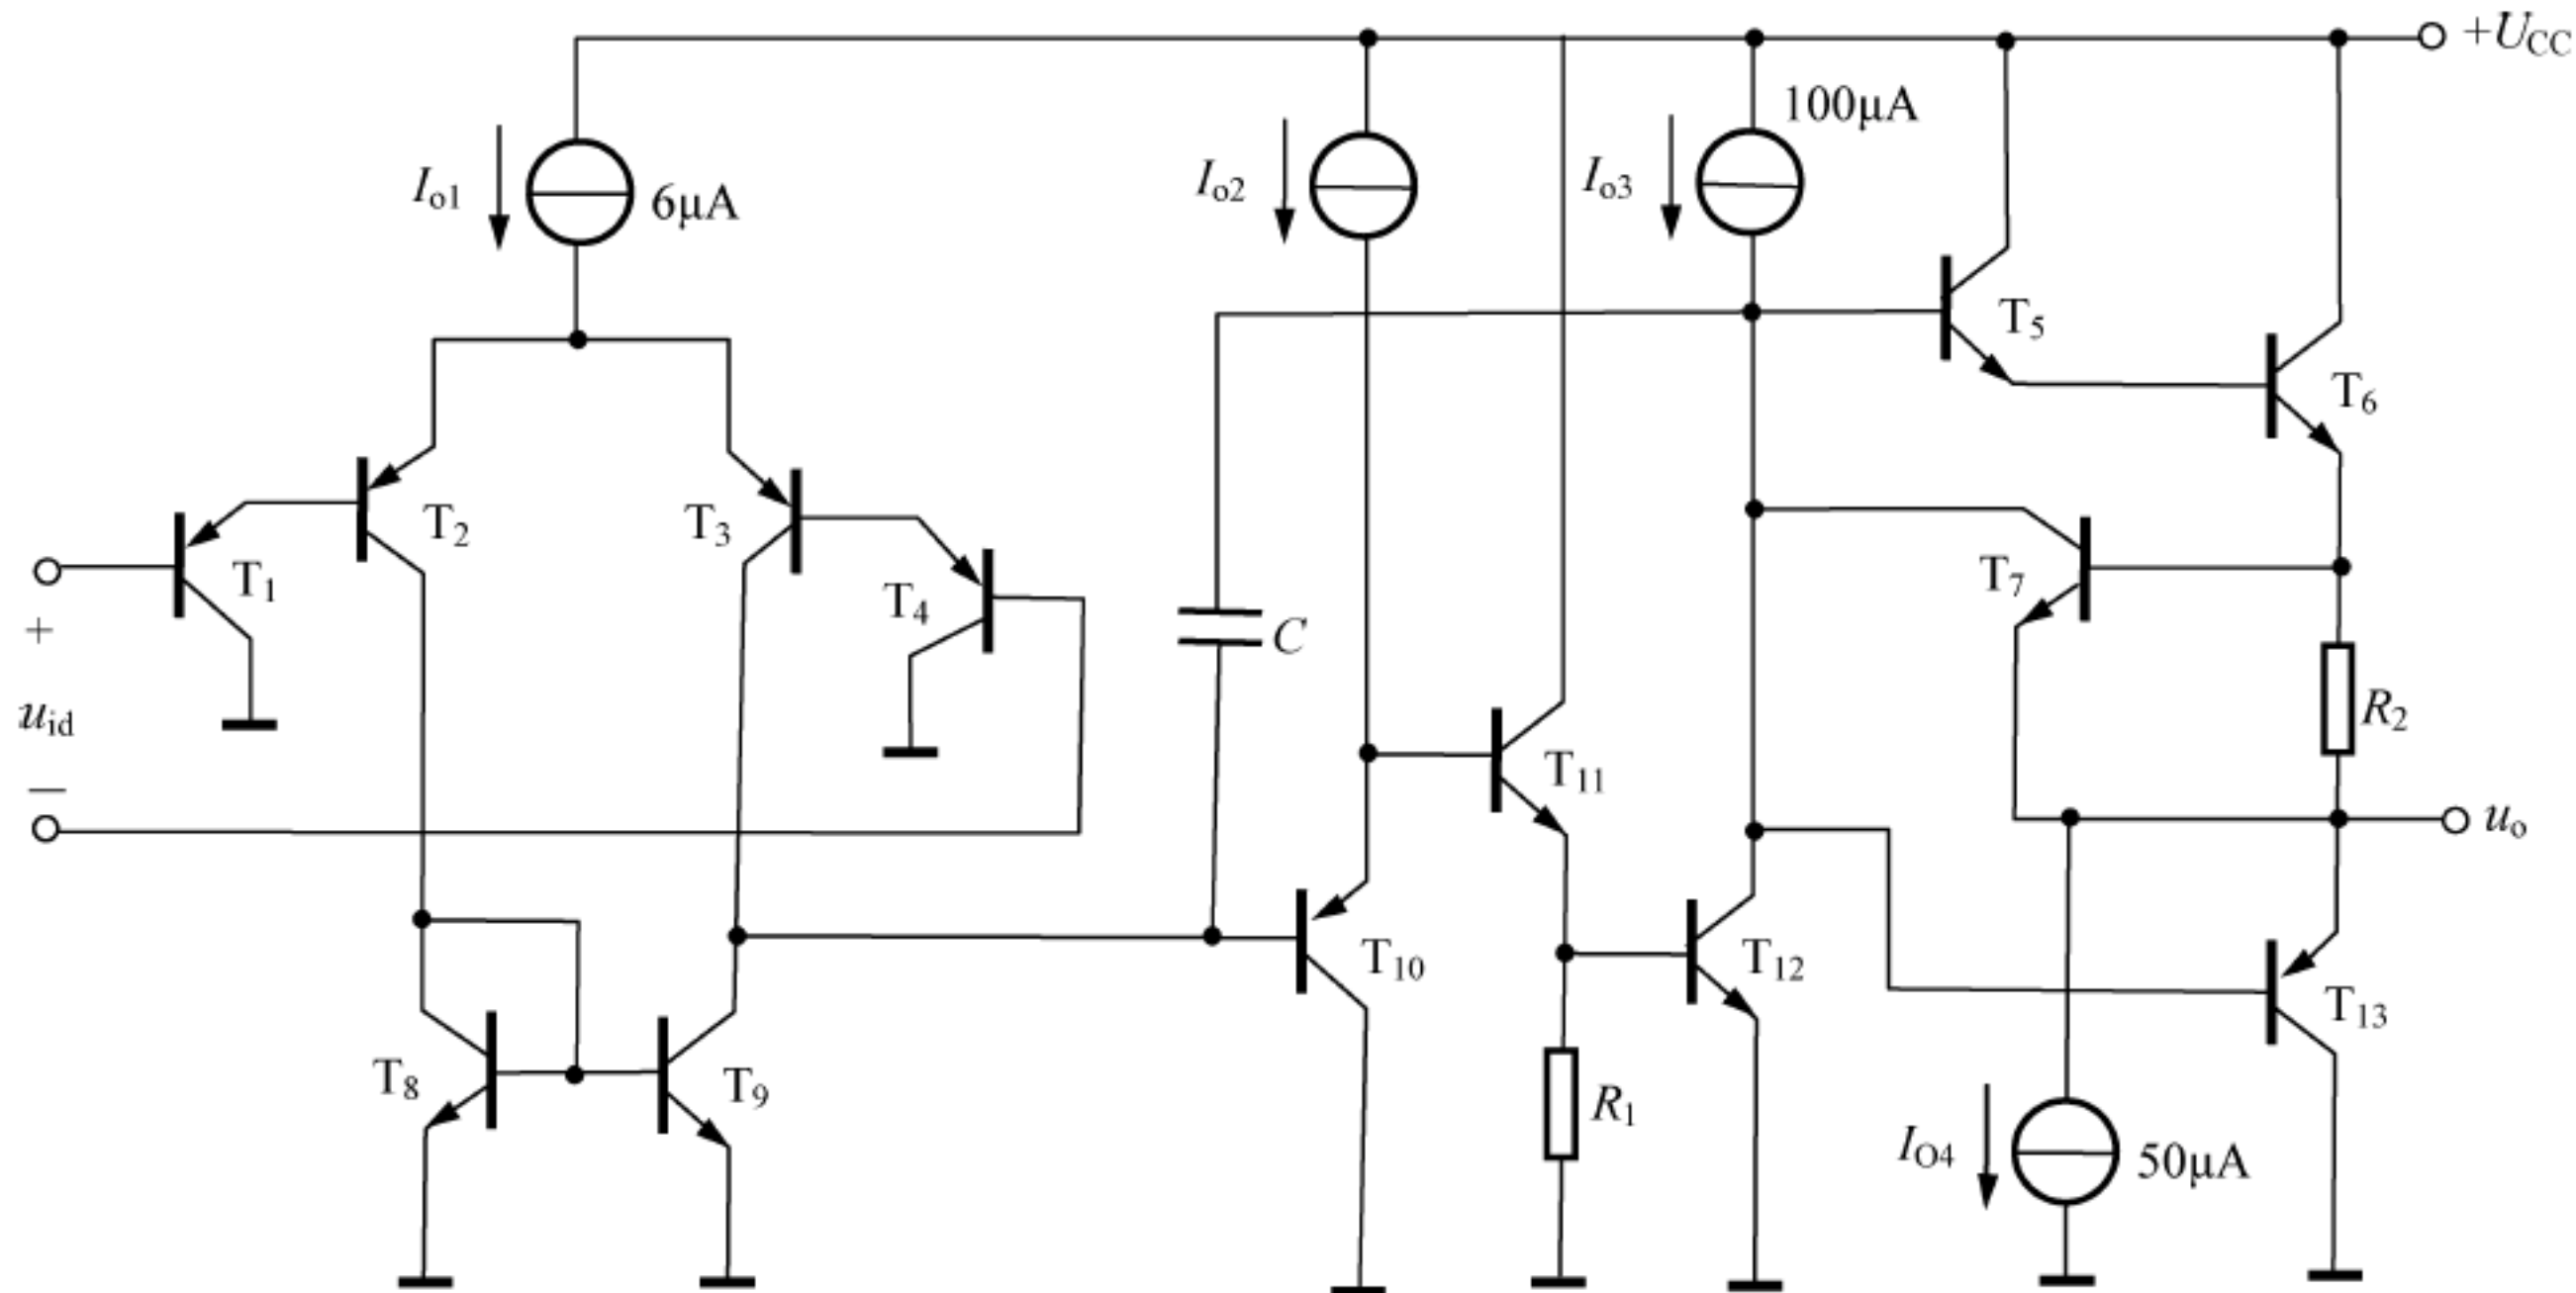 +U_CC
100μA
I_o1
6μA
I_o2
I_o3
T_5
T_6
T_2
T_3
T_1
T_4
T_7
C
+
u_id
—
R_2
T_11
u_o
T_10
T_12
T_13
T_8
T_9
R_1
I_O4
50μA